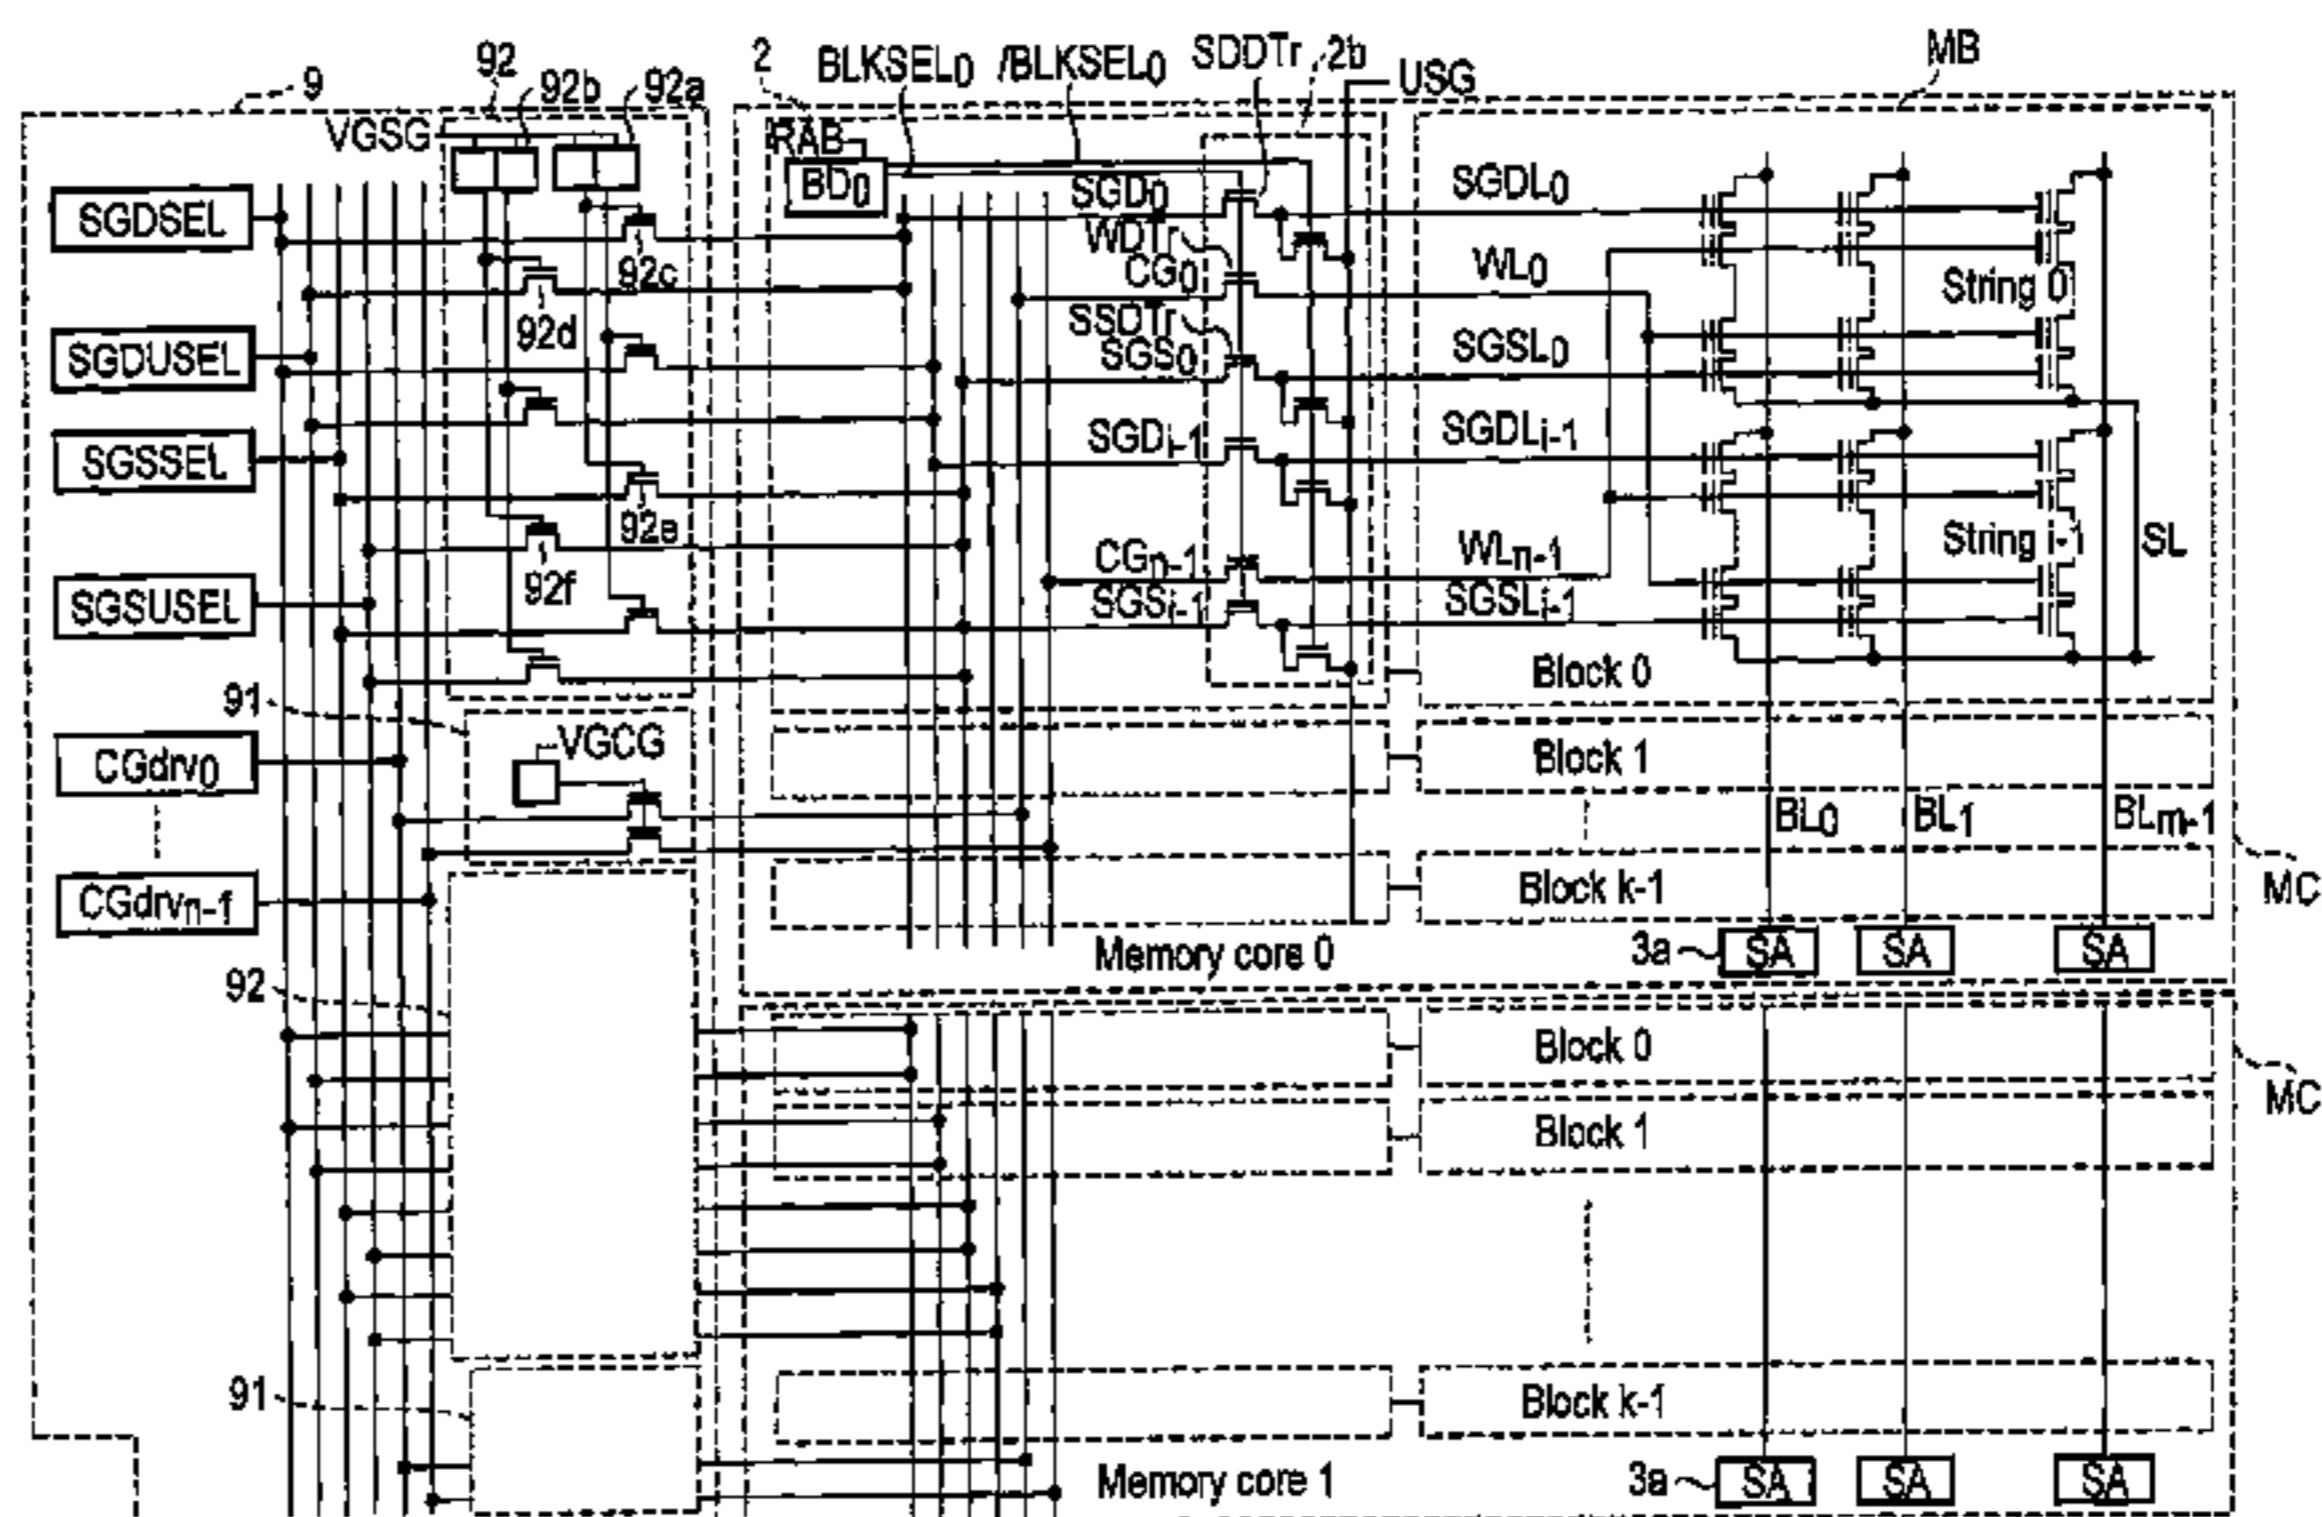 9
92
92b
92a
2
BLKSEL0
/BLKSEL0
SDDTr
2b
USG
MB
VGSG
RAB
BD0
SGDSEL
SGD0
SGDL0
92c
WDTr
CG0
WL0
String 0
92d
SGDUSEL
SSDTr
SGS0
SGSL0
SGSSEL
SGDi-1
SGDLi-1
92e
String i-1
SL
92f
CGn-1
WLn-1
SGSUSEL
SGSi-1
SGSLi-1
Block 0
91
VGCG
CGdrv0
Block 1
BL0
BL1
BLm-1
CGdrvn-1
Block k-1
MC
92
Memory core 0
3a
SA
SA
SA
Block 0
MC
Block 1
91
Block k-1
Memory core 1
3a
SA
SA
SA